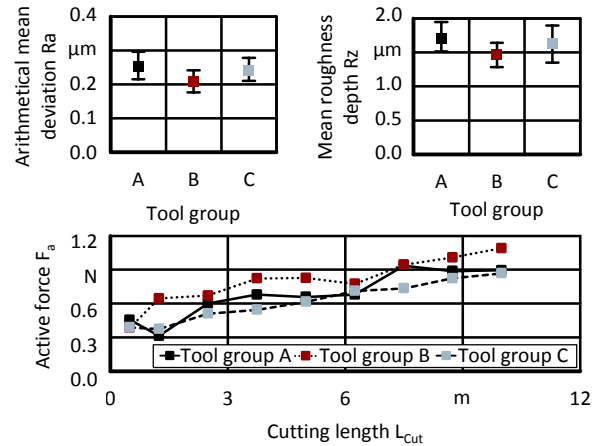 Arithmetical mean
deviation Ra
0.4
µm
0.2
0.1
0.0
A B C
Tool group
Mean roughness
depth Rz
2.0
µm
1.0
0.5
0.0
A B C
Tool group
Active force Fa
1.2
N
0.6
0.3
0.0
Tool group A Tool group B Tool group C
0 3 6 m 12
Cutting length LCut